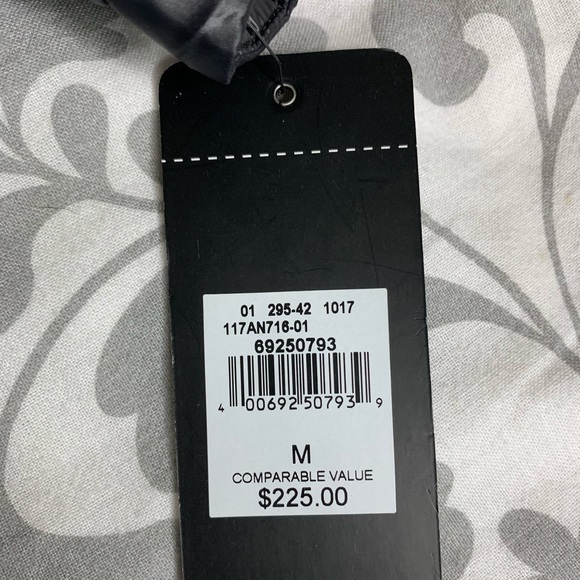 01 295-42 1017
117AN716-01
69250793
4 00692 50793 9
M
COMPARABLE VALUE
$225.00